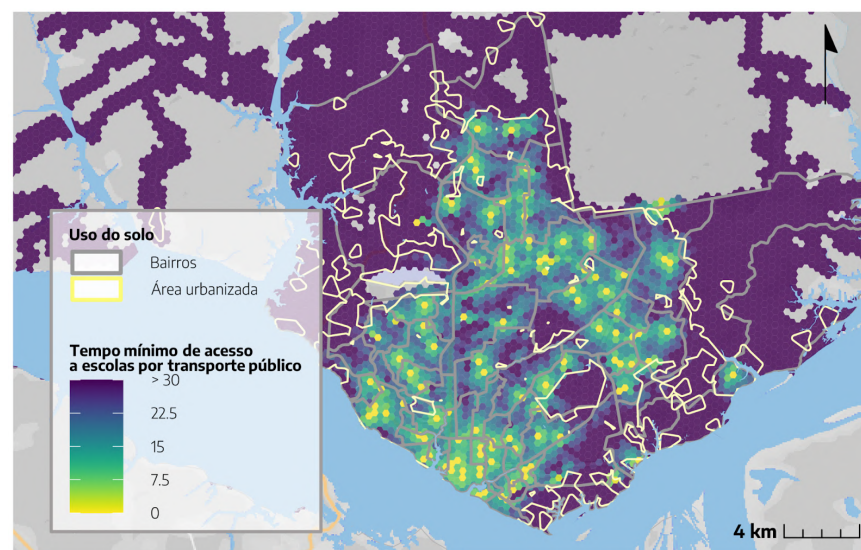 Uso do solo
Bairros
Área urbanizada
Tempo mínimo de acesso
a escolas por transporte público
> 30
22.5
15
7.5
0
4 km